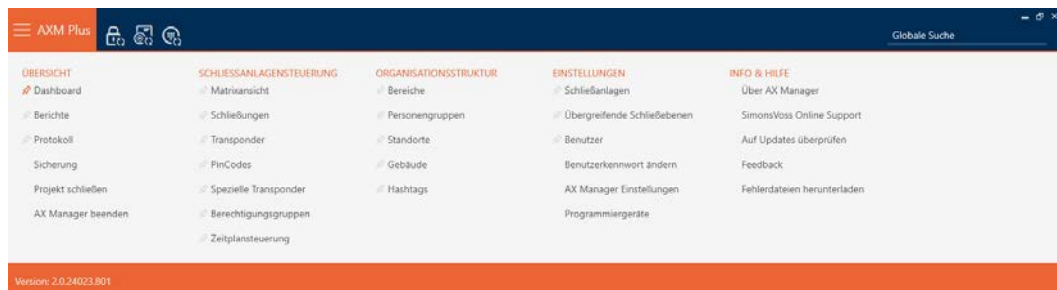 AXM Plus
Globale Suche
ÜBERSICHT
Dashboard
Berichte
Protokoll
Sicherung
Projekt schließen
AX Manager beenden
SCHLIESSANLAGENSTEUERUNG
Matrixansicht
Schließungen
Transponder
PinCodes
Spezielle Transponder
Berechtigungsgruppen
Zeitplansteuerung
ORGANISATIONSSTRUKTUR
Bereiche
Personengruppen
Standorte
Gebäude
Hashtags
EINSTELLUNGEN
Schließanlagen
Übergreifende Schließebenen
Benutzer
Benutzerkennwort ändern
AX Manager Einstellungen
Programmiergeräte
INFO & HILFE
Über AX Manager
SimonsVoss Online Support
Auf Updates überprüfen
Feedback
Fehlerdateien herunterladen
Version: 2.0.24023.801